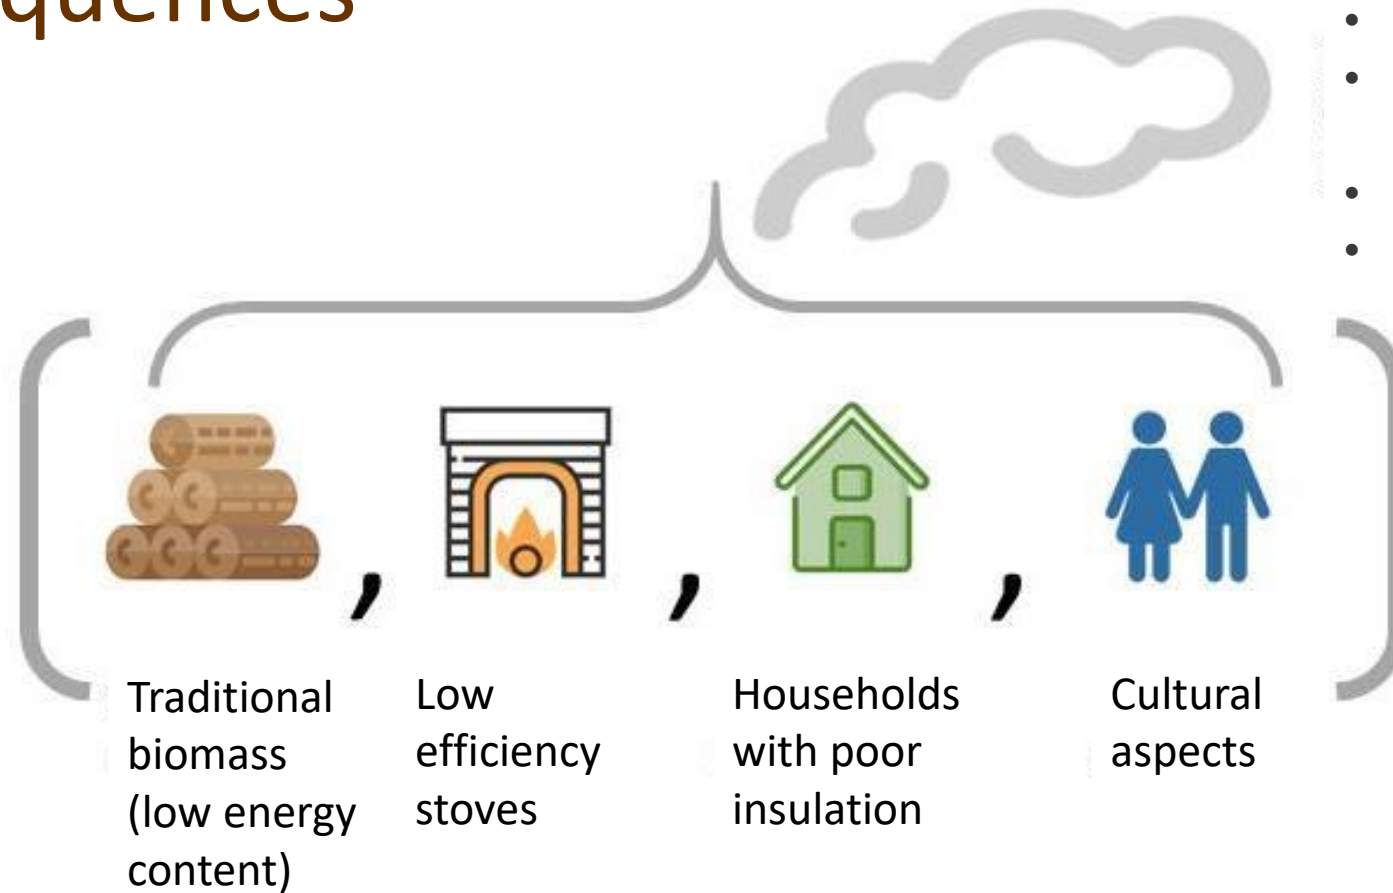 quences
Traditional
biomass
(low energy
content)
Low
efficiency
stoves
Households
with poor
insulation
Cultural
aspects